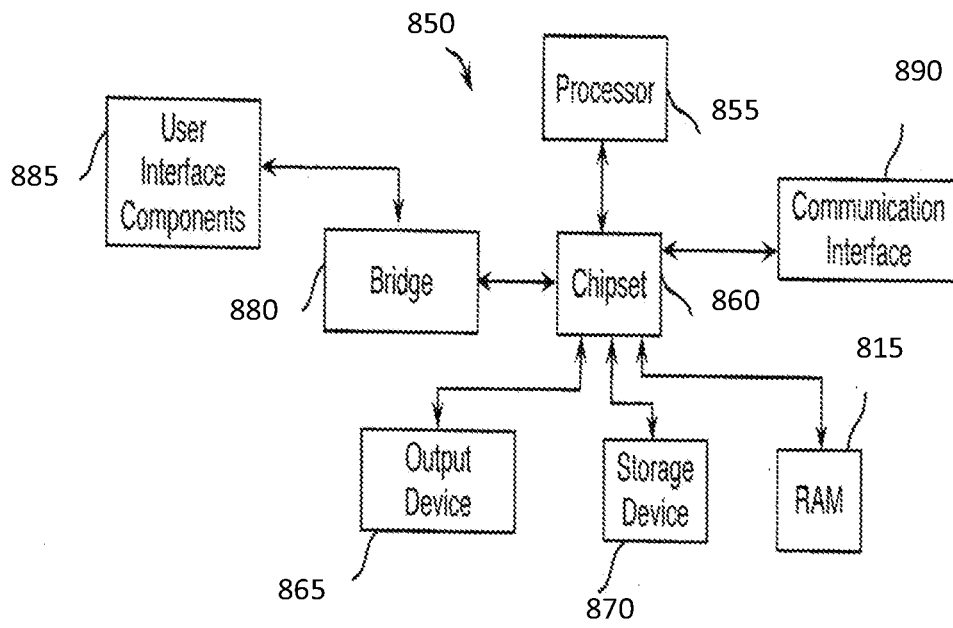 850
Processor
855
890
User
Interface
Components
885
Communication
Interface
Bridge
880
Chipset
860
815
Output
Device
865
Storage
Device
870
RAM